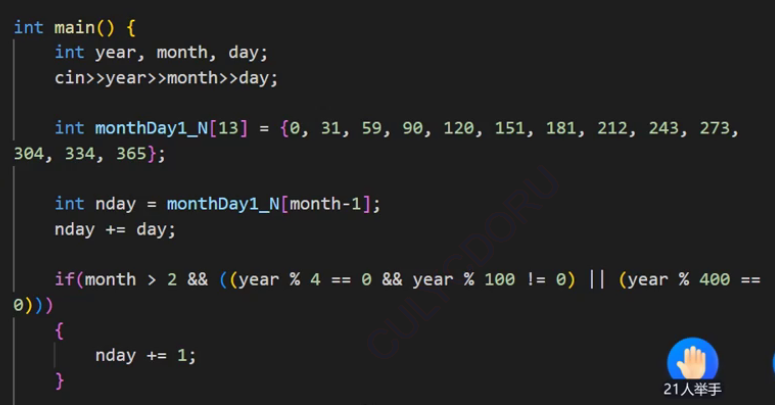 int main() {
    int year, month, day;
    cin>>year>>month>>day;
    int monthDay1_N[13] = {0, 31, 59, 90, 120, 151, 181, 212, 243, 273,
304, 334, 365};
    int nday = monthDay1_N[month-1];
    nday += day;
    if(month > 2 && ((year % 4 == 0 && year % 100 != 0) || (year % 400 ==
0)))
    {
        nday += 1;
    }
21人举手